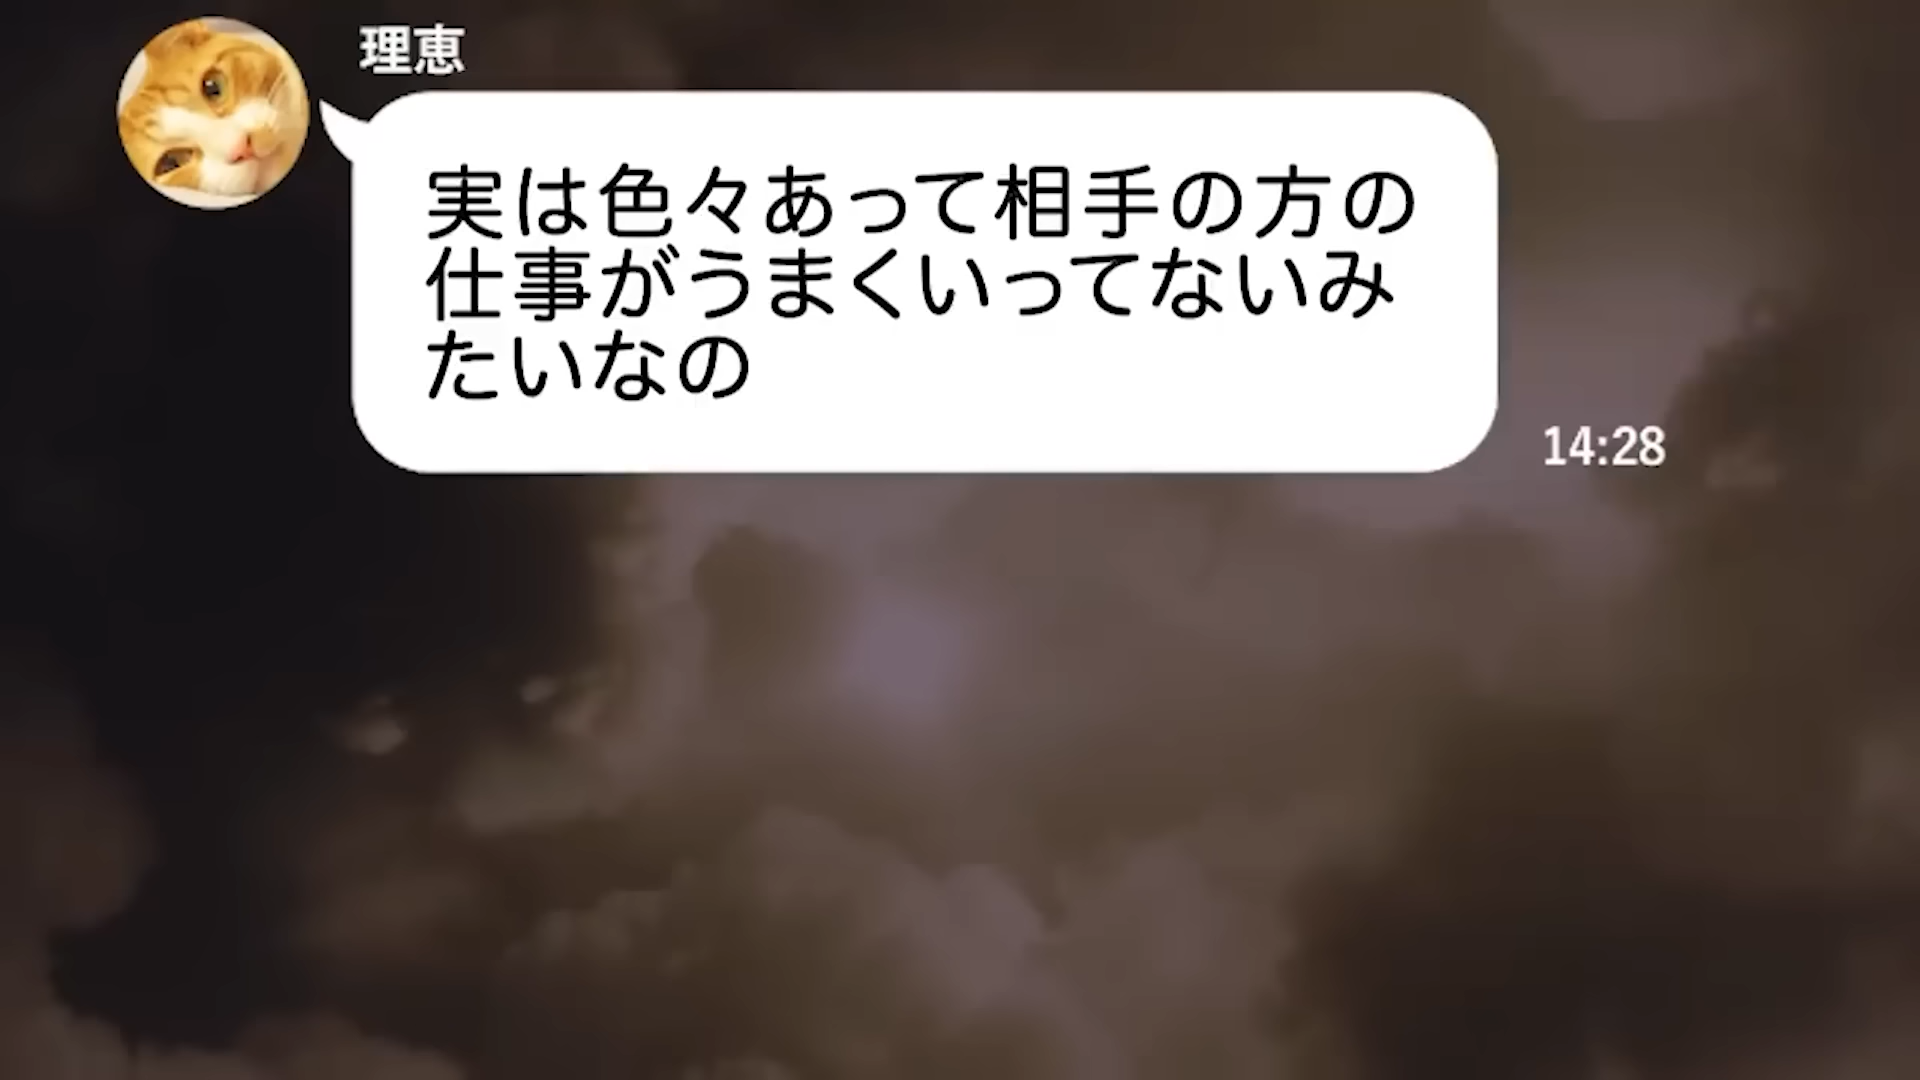 理恵
実は色々あって相手の方の
仕事がうまくいってないみ
たいなの
14:28